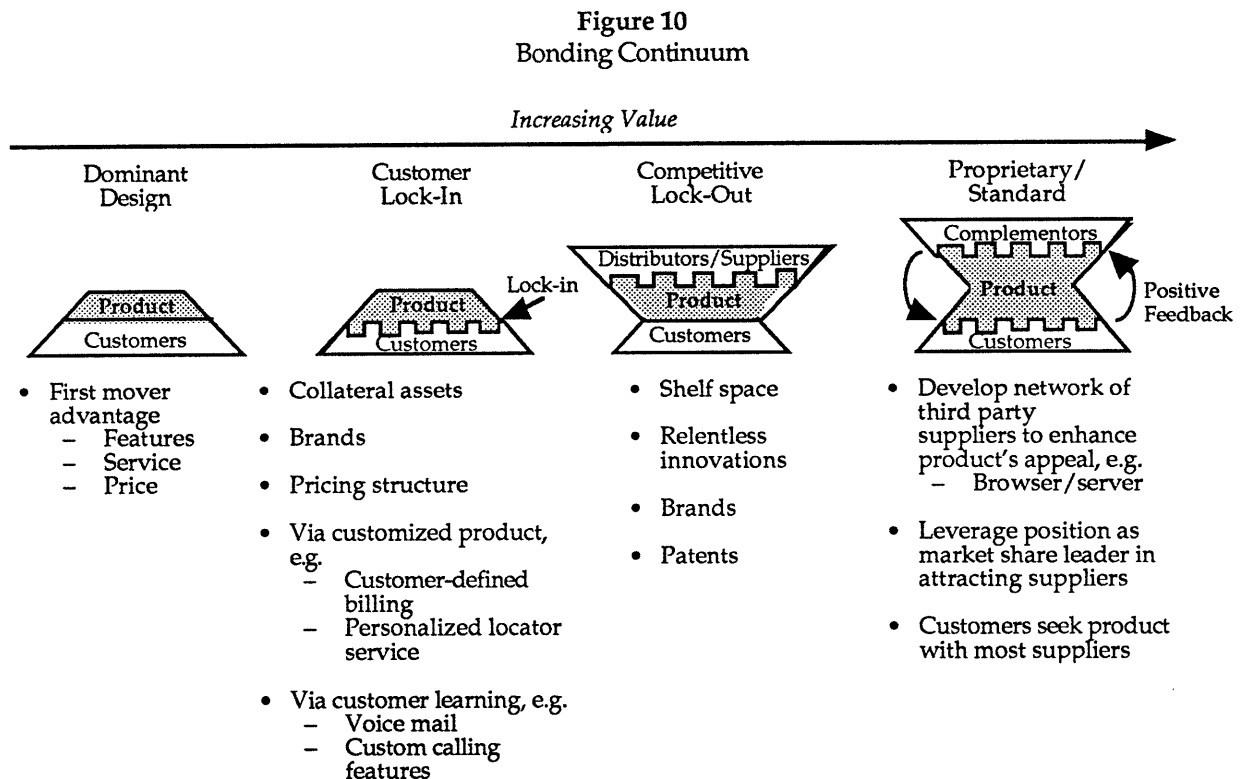 Figure 10
Bonding Continuum
Increasing Value
Dominant
Design
Product
Customers
• First mover
advantage
– Features
– Service
– Price
Customer
Lock-In
Product
Customers
Lock-in
• Collateral assets
• Brands
• Pricing structure
• Via customized product,
e.g.
– Customer-defined
billing
– Personalized locator
service
• Via customer learning, e.g.
– Voice mail
– Custom calling
features
Competitive
Lock-Out
Distributors/Suppliers
Product
Customers
• Shelf space
• Relentless
innovations
• Brands
• Patents
Proprietary/
Standard
Complementors
Product
Customers
Positive
Feedback
• Develop network of
third party
suppliers to enhance
product's appeal, e.g.
– Browser/server
• Leverage position as
market share leader in
attracting suppliers
• Customers seek product
with most suppliers